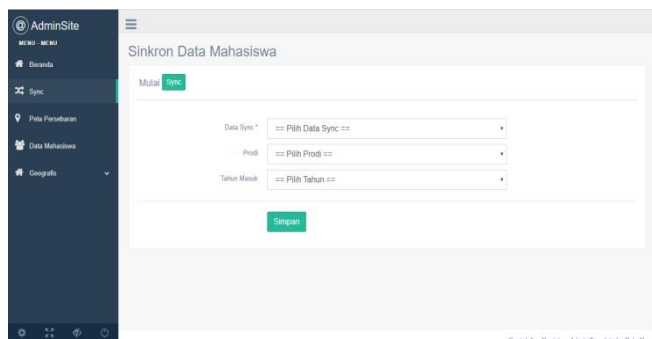 @ AdminSite
MENU - MENU
Beranda
Sync
Peta Persebaran
Data Mahasiswa
Geografis
Sinkron Data Mahasiswa
Mulai Sync
Data Sync * == Pilih Data Sync ==
Prodi == Pilih Prodi ==
Tahun Masuk == Pilih Tahun ==
Simpan